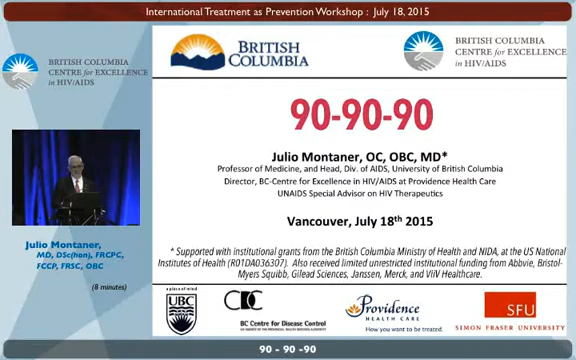 International Treatment as Prevention Workshop : July 18, 2015
BRITISH COLUMBIA
CENTRE for EXCELLENCE
in HIV/AIDS
BRITISH
COLUMBIA
BRITISH COLUMBIA
CENTRE for EXCELLENCE
in HIV/AIDS
90-90-90
Julio Montaner, OC, OBC, MD*
Professor of Medicine, and Head, Div. of AIDS, University of British Columbia
Director, BC-Centre for Excellence in HIV/AIDS at Providence Health Care
UNAIDS Special Advisor on HIV Therapeutics
Vancouver, July 18th 2015
* Supported with institutional grants from the British Columbia Ministry of Health and NIDA, at the US National
Institutes of Health (R01DA036307). Also received limited unrestricted institutional funding from Abbvie, Bristol-
Myers Squibb, Gilead Sciences, Janssen, Merck, and ViiV Healthcare.
Julio Montaner,
MD, DSc(hon), FRCPC,
FCCP, FRSC, OBC
(8 minutes)
a place of mind
UBC
CDC
BC Centre for Disease Control
Providence
HEALTH CARE
How you want to be treated.
SFU
SIMON FRASER UNIVERSITY
90 - 90 -90